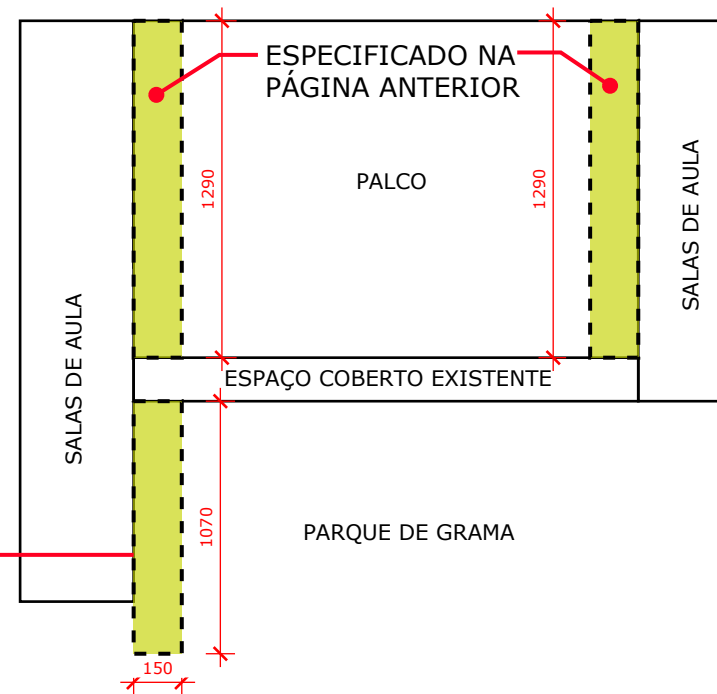 ESPECIFICADO NA
PÁGINA ANTERIOR
1290
1290
PALCO
SALAS DE AULA
SALAS DE AULA
ESPAÇO COBERTO EXISTENTE
1070
PARQUE DE GRAMA
150